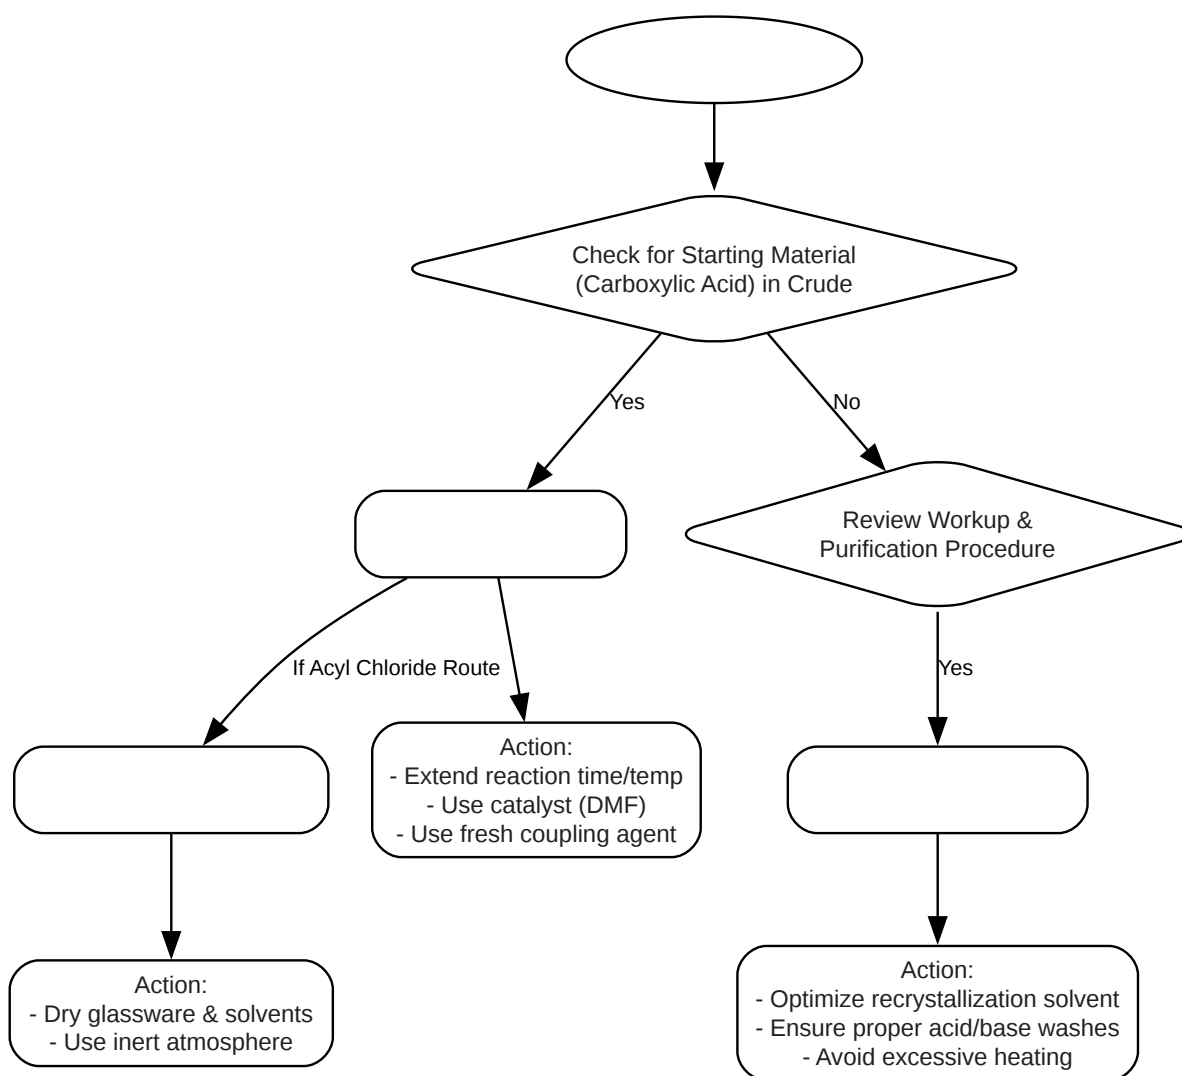 Check for Starting Material
(Carboxylic Acid) in Crude
Yes
No
Review Workup &
Purification Procedure
If Acyl Chloride Route
Yes
Action:
- Extend reaction time/temp
- Use catalyst (DMF)
- Use fresh coupling agent
Action:
- Dry glassware & solvents
- Use inert atmosphere
Action:
- Optimize recrystallization solvent
- Ensure proper acid/base washes
- Avoid excessive heating